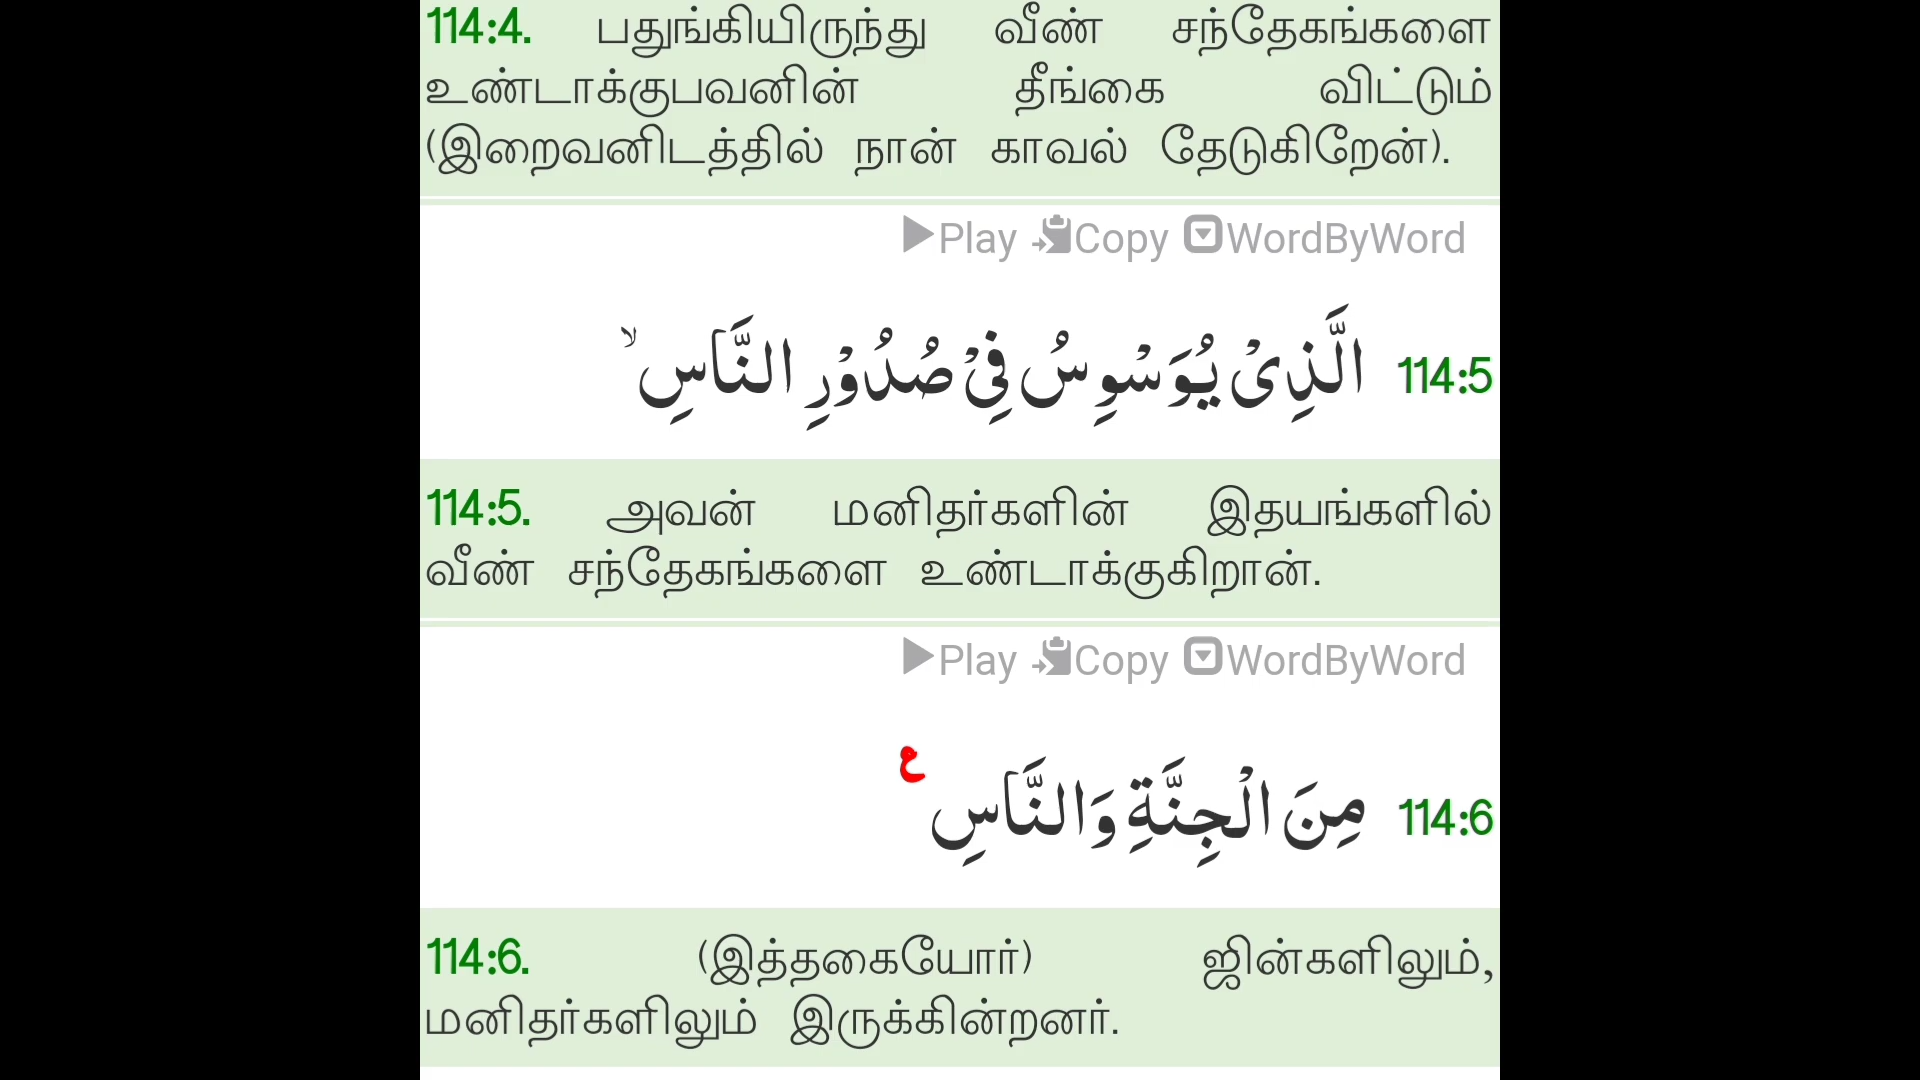 114:4. பதுங்கியிருந்து வீண் சந்தேகங்களை
உண்டாக்குபவனின் தீங்கை விட்டும்
(இறைவனிடத்தில் நான் காவல் தேடுகிறேன்).
Play Copy WordByWord
114:5 الَّذِىْ يُوَسْوِسُ فِىْ صُدُوْرِ النَّاسِۙ
114:5. அவன் மனிதர்களின் இதயங்களில்
வீண் சந்தேகங்களை உண்டாக்குகிறான்.
Play Copy WordByWord
114:6 مِنَ الْجِنَّةِ وَالنَّاسِ ع
114:6. (இத்தகையோர்) ஜின்களிலும்,
மனிதர்களிலும் இருக்கின்றனர்.